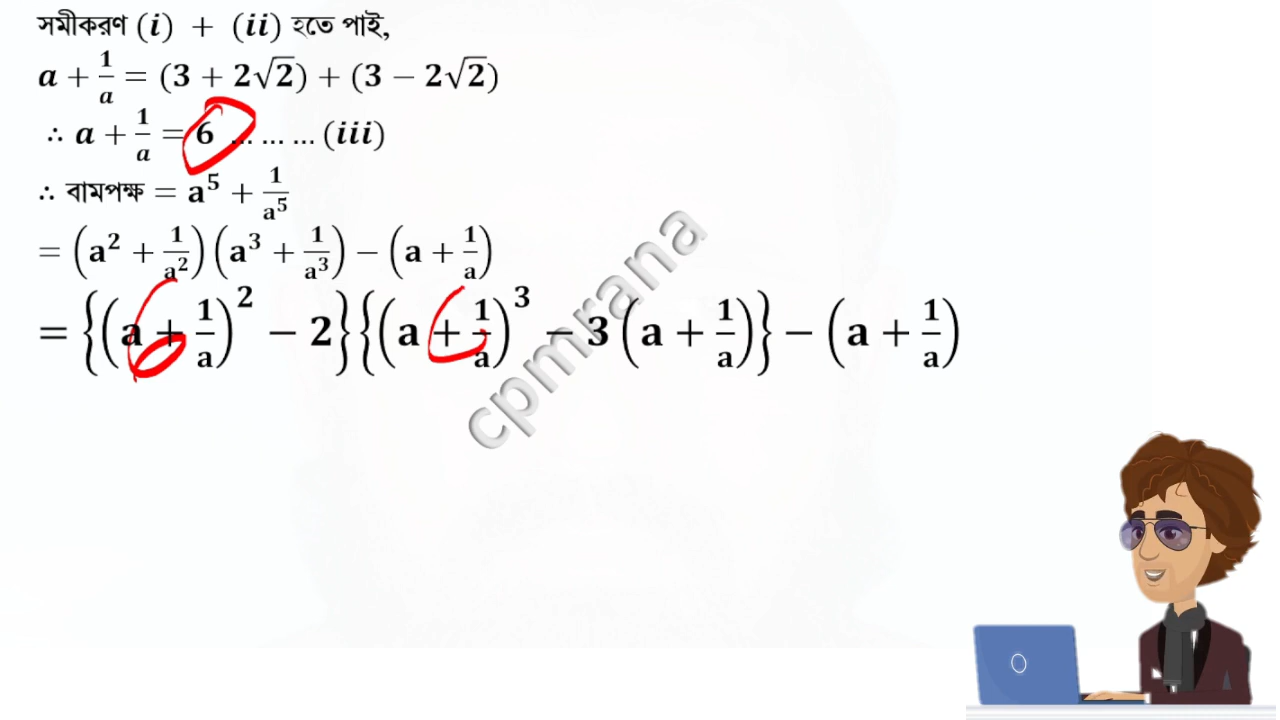 সমীকরণ (i) + (ii) হতে পাই,
a + 1/a = (3 + 2√2) + (3 − 2√2)
∴ a + 1/a = 6 ... ... ... (iii)
∴ বামপক্ষ = a⁵ + 1/a⁵
= (a² + 1/a²)(a³ + 1/a³) − (a + 1/a)
= {(a + 1/a)² − 2}{(a + 1/a)³ − 3(a + 1/a)} − (a + 1/a)
cpmrana